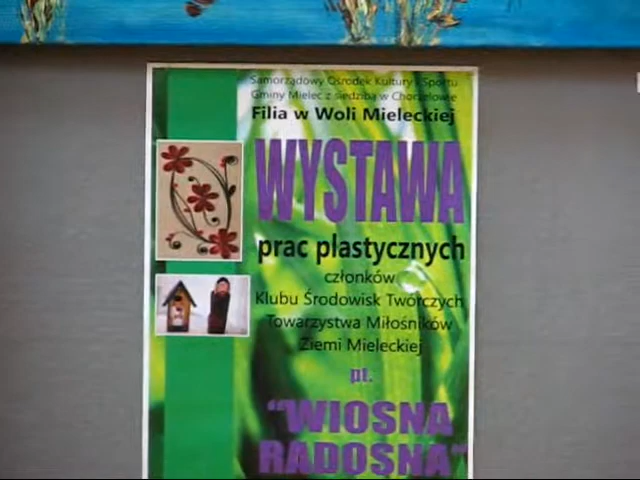 Samorządowy Ośrodek Kultury i Sportu
Gminy Mielec z siedzibą w Chorzelowie
Filia w Woli Mieleckiej
WYSTAWA
prac plastycznych
członków
Klubu Środowisk Twórczych
Towarzystwa Miłośników
Ziemi Mieleckiej
pt.
"WIOSNA
RADOSNA"